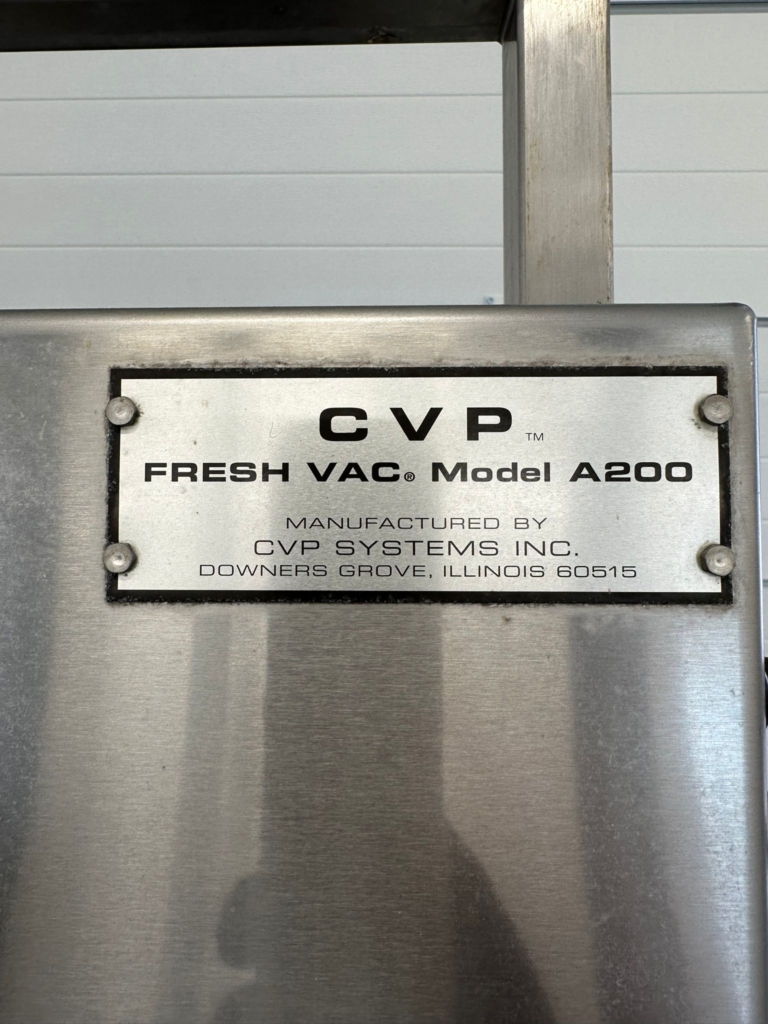 CVP™
FRESH VAC® Model A200
MANUFACTURED BY
CVP SYSTEMS INC.
DOWNERS GROVE, ILLINOIS 60515